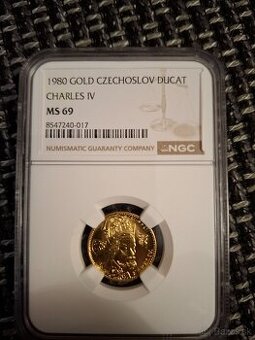 1980 GOLD CZECHOSLOV DUCAT
CHARLES IV
MS 69
8547240-017
NUMISMATIC GUARANTY COMPANY
NGC